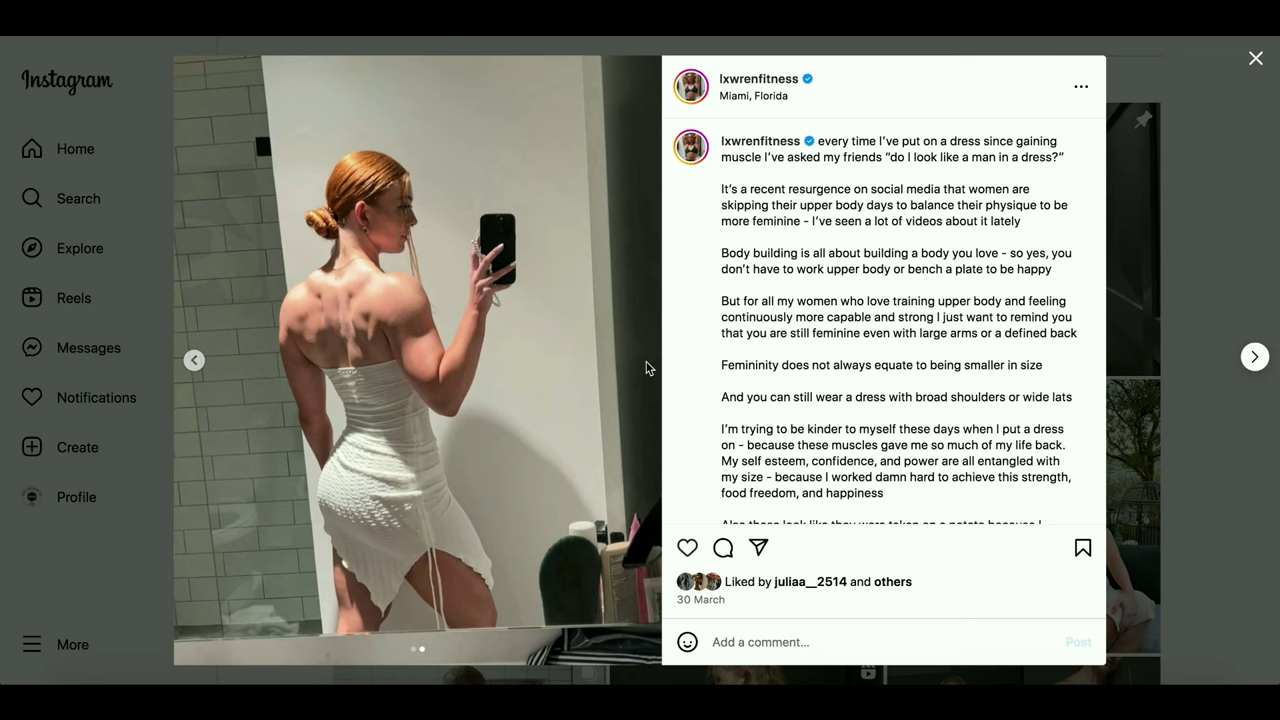 Instagram
Home
Search
Explore
Reels
Messages
Notifications
Create
Profile
More
lxwrenfitness
Miami, Florida
lxwrenfitness every time I've put on a dress since gaining
muscle I've asked my friends “do I look like a man in a dress?”
It's a recent resurgence on social media that women are
skipping their upper body days to balance their physique to be
more feminine - I've seen a lot of videos about it lately
Body building is all about building a body you love - so yes, you
don't have to work upper body or bench a plate to be happy
But for all my women who love training upper body and feeling
continuously more capable and strong I just want to remind you
that you are still feminine even with large arms or a defined back
Femininity does not always equate to being smaller in size
And you can still wear a dress with broad shoulders or wide lats
I'm trying to be kinder to myself these days when I put a dress
on - because these muscles gave me so much of my life back.
My self esteem, confidence, and power are all entangled with
my size - because I worked damn hard to achieve this strength,
food freedom, and happiness
Liked by juliaa__2514 and others
30 March
Add a comment...
Post